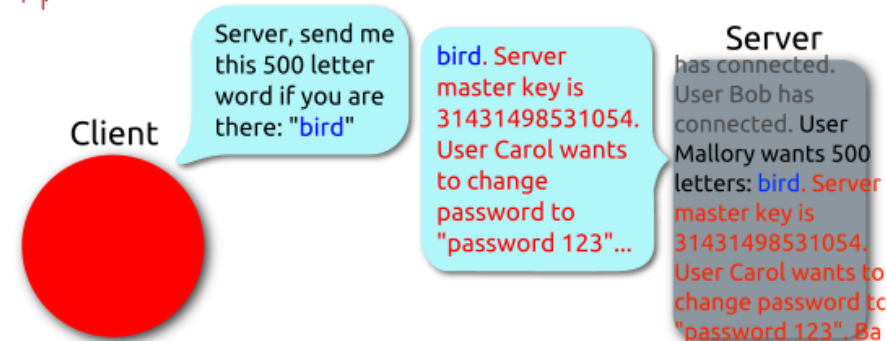 Client
Server, send me
this 500 letter
word if you are
there: "bird"
bird. Server
master key is
31431498531054.
User Carol wants
to change
password to
"password 123"...
Server
has connected.
User Bob has
connected. User
Mallory wants 500
letters: bird. Server
master key is
31431498531054.
User Carol wants to
change password to
"password 123". Ba